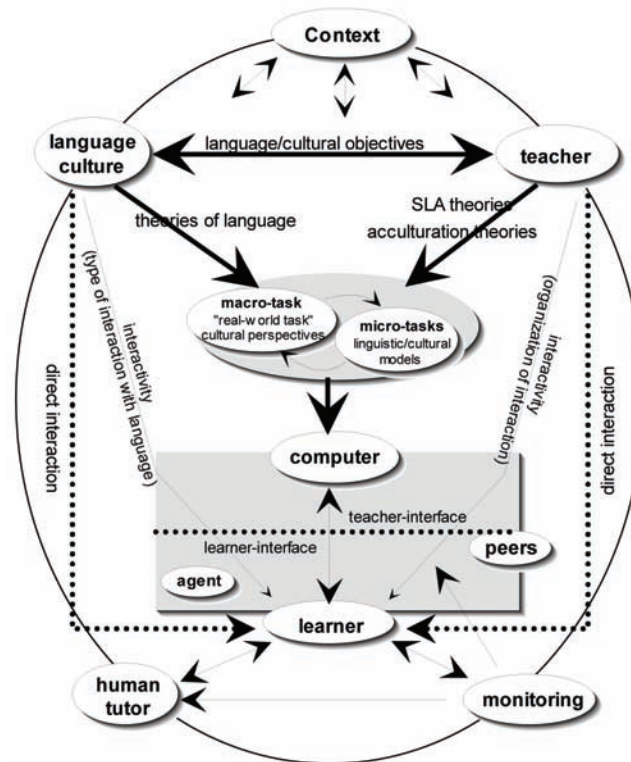 Context
language
culture
language/cultural objectives
teacher
theories of language
SLA theories
acculturation theories
macro-task
"real-world task"
cultural perspectives
micro-tasks
linguistic/cultural
models
interactivity
(type of interaction with language)
interactivity
(organization of interaction)
direct interaction
direct interaction
computer
teacher-interface
learner-interface
peers
agent
learner
human
tutor
monitoring